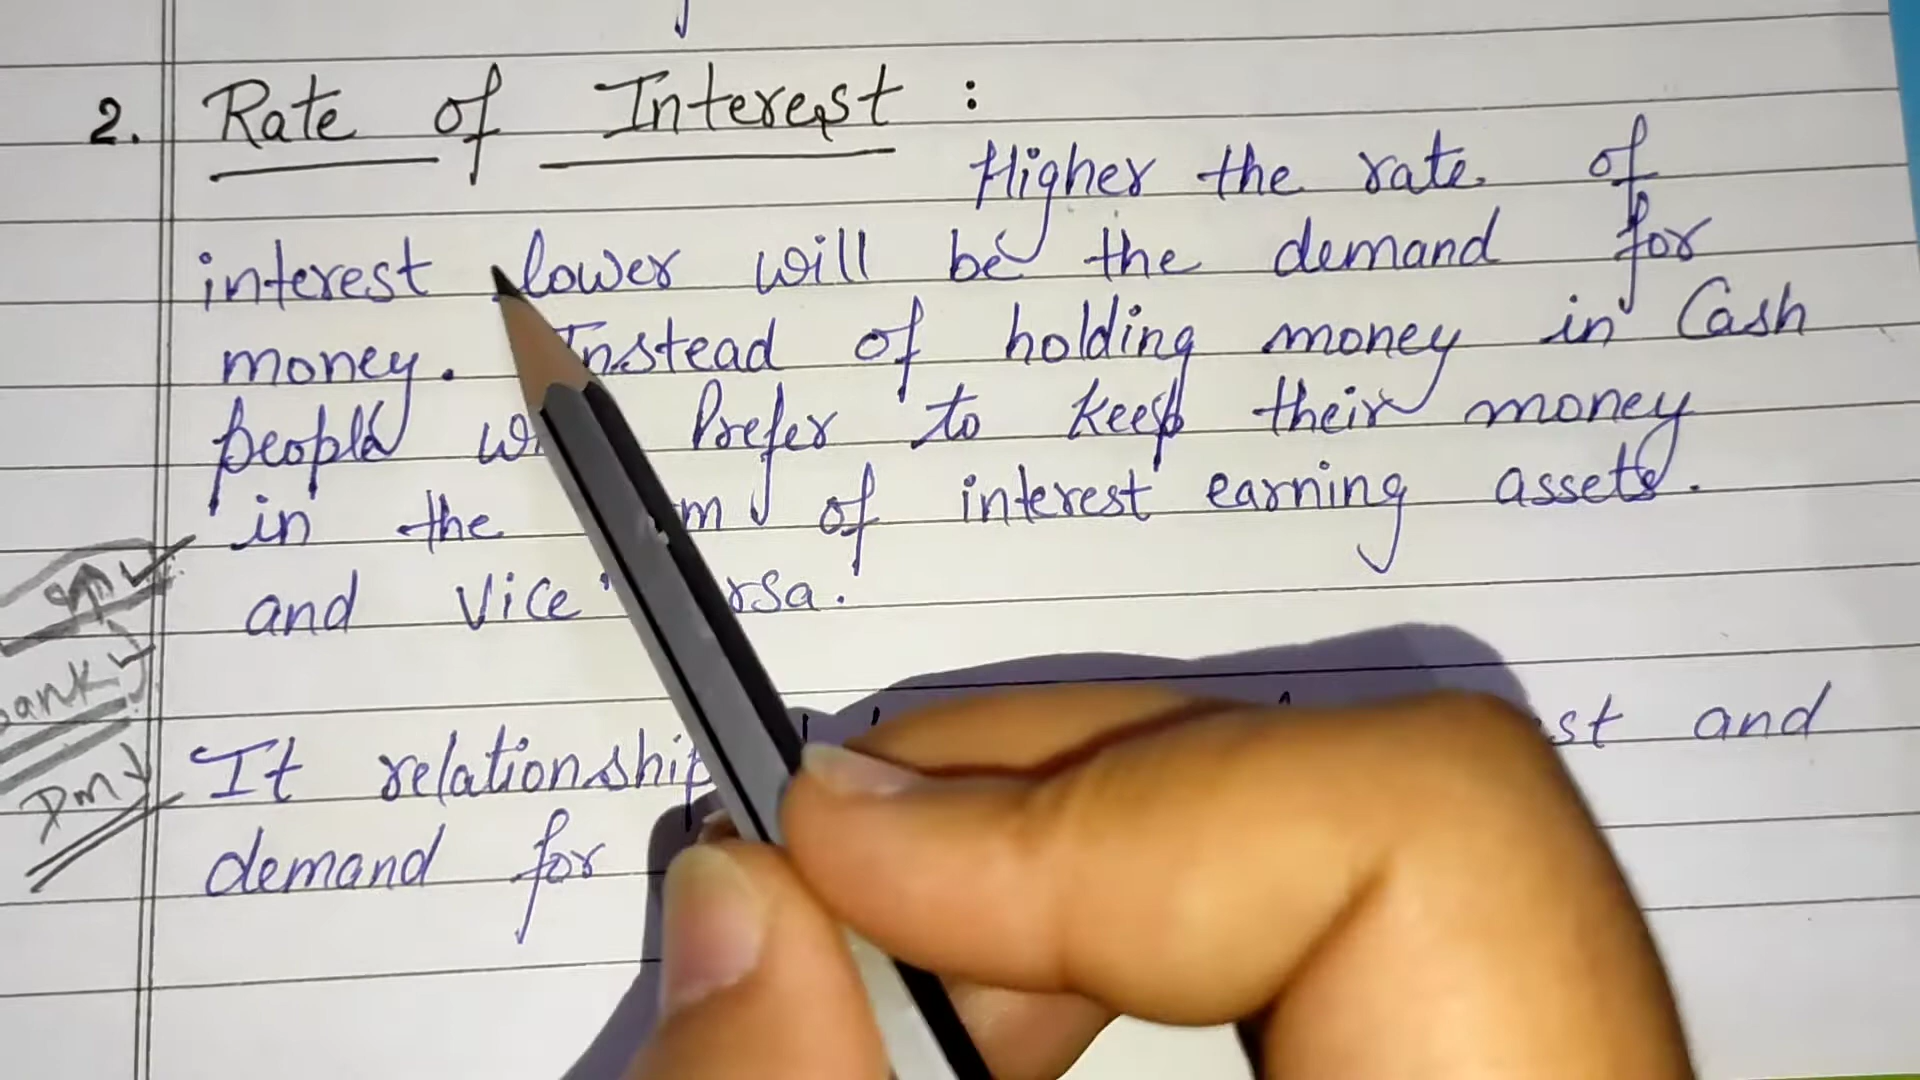 2. Rate of Interest :
Higher the rate of
interest lower will be the demand for
money. Instead of holding money in Cash
people Prefer to keep their money
in the of interest earning assets.
and Vice
It relationship and
demand for
ank
Dm↓